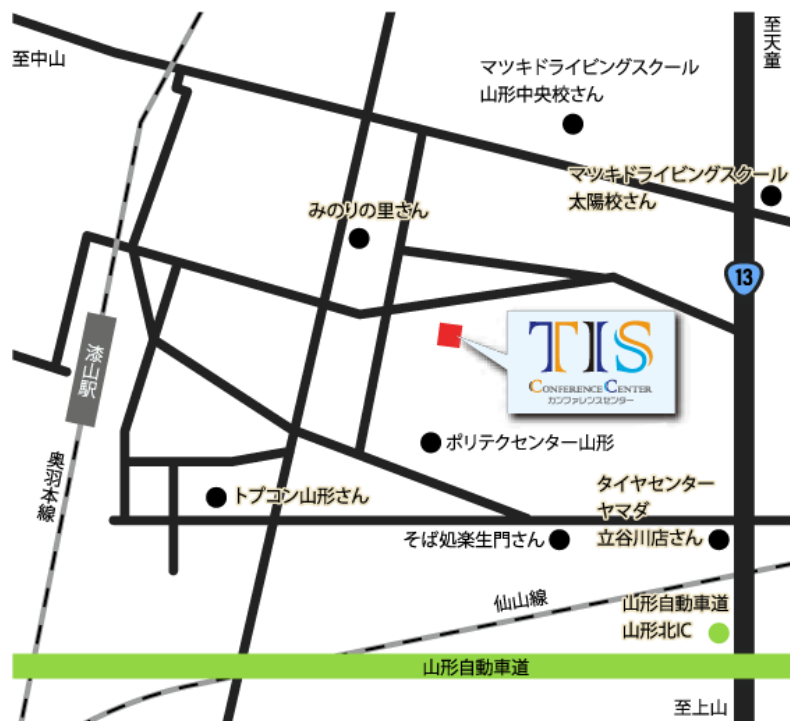 至天童
至中山
マツキドライビングスクール
山形中央校さん
マツキドライビングスクール
太陽校さん
みのりの里さん
13
TIS
CONFERENCE CENTER
カンファレンスセンター
漆山駅
ポリテクセンター山形
奥羽本線
トプコン山形さん
タイヤセンター
ヤマダ
立谷川店さん
そば処楽生門さん
仙山線
山形自動車道
山形北IC
山形自動車道
至上山